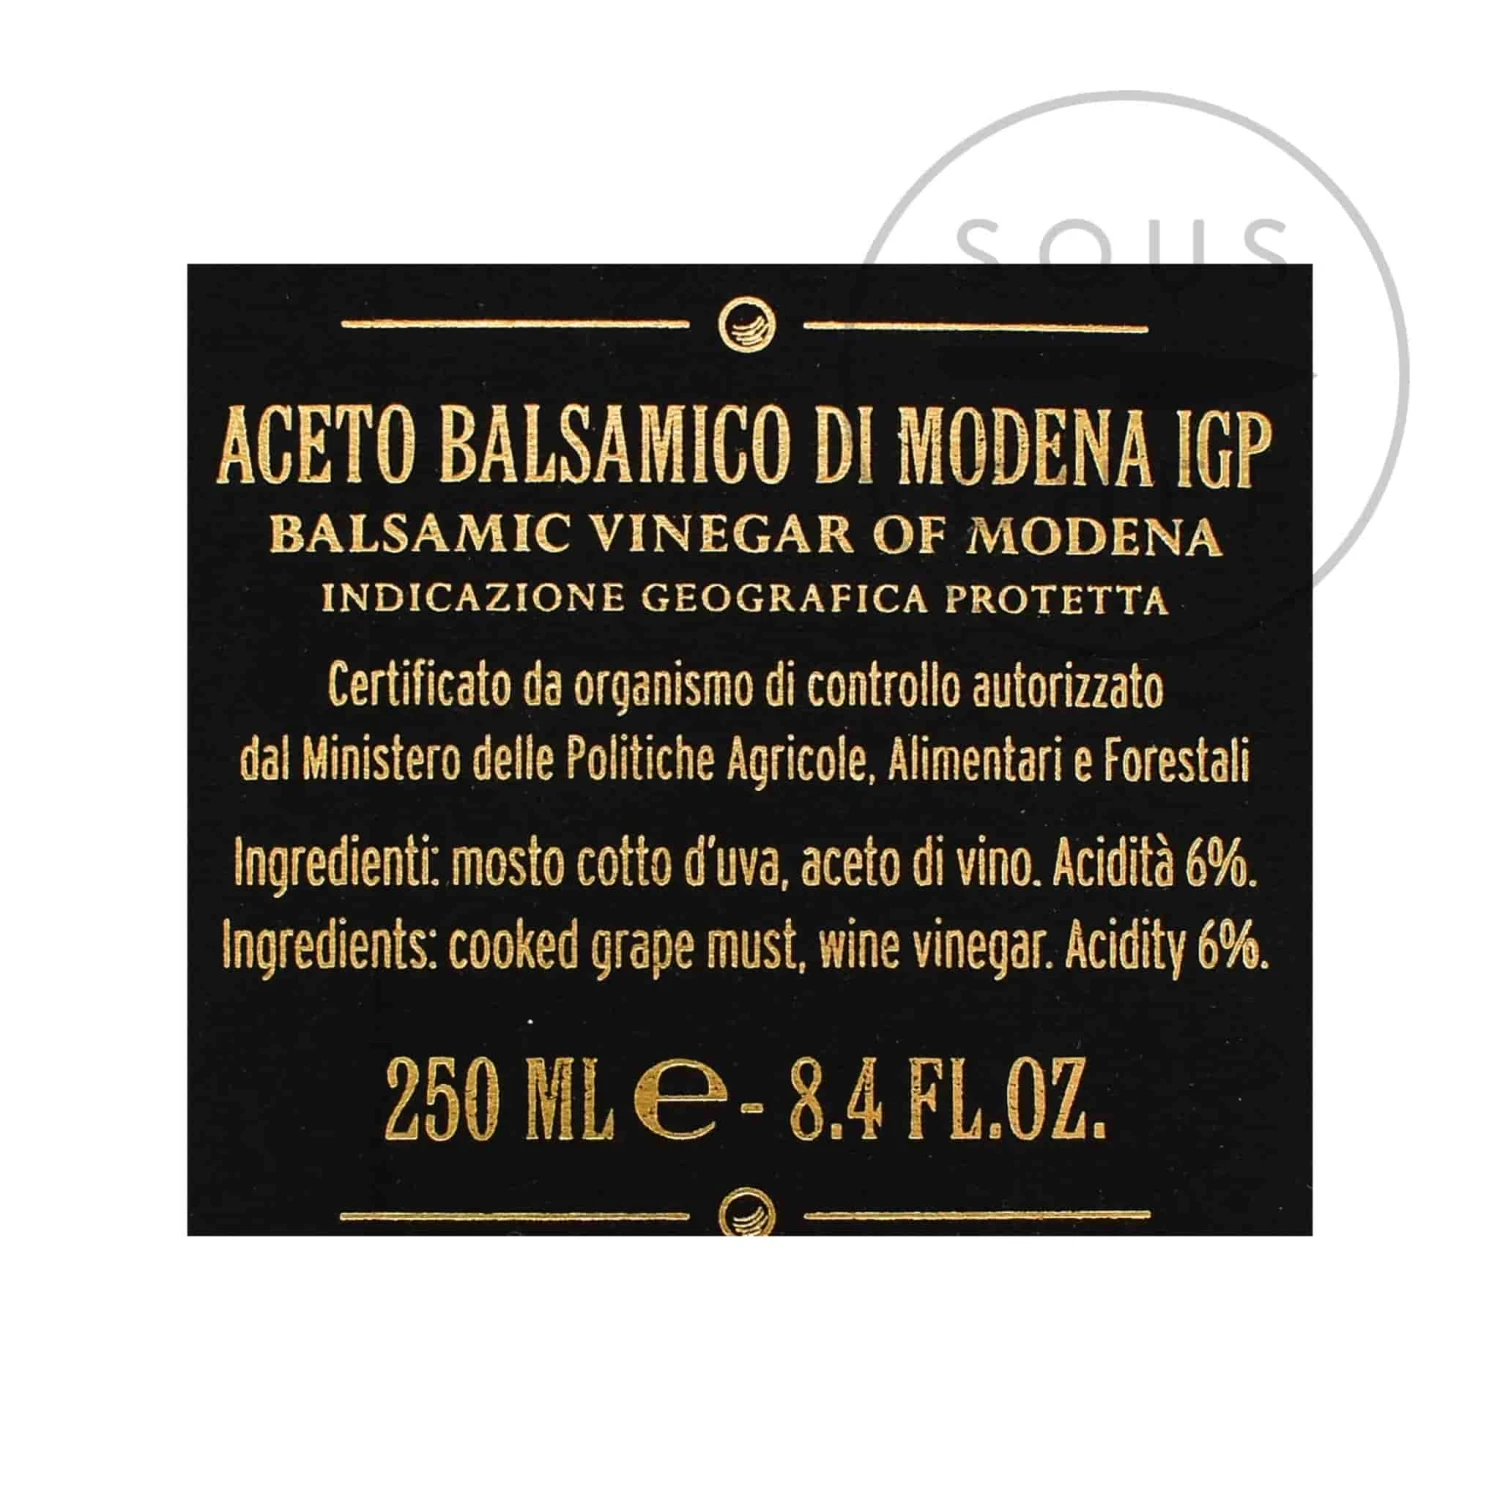 SOUS
ACETO BALSAMICO DI MODENA IGP
BALSAMIC VINEGAR OF MODENA
INDICAZIONE GEOGRAFICA PROTETTA
Certificato da organismo di controllo autorizzato
dal Ministero delle Politiche Agricole, Alimentari e Forestali
Ingredienti: mosto cotto d'uva, aceto di vino. Acidità 6%.
Ingredients: cooked grape must, wine vinegar. Acidity 6%.
250 ML e - 8.4 FL.OZ.